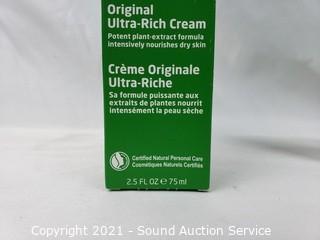 Original
Ultra-Rich Cream
Potent plant-extract formula
intensively nourishes dry skin
Crème Originale
Ultra-Riche
Sa formule puissante aux
extraits de plantes nourrit
intensément la peau sèche
Certified Natural Personal Care
Cosmétiques Naturels Certifiés
2.5 FL OZ ℮ 75 ml
Copyright 2021 - Sound Auction Service